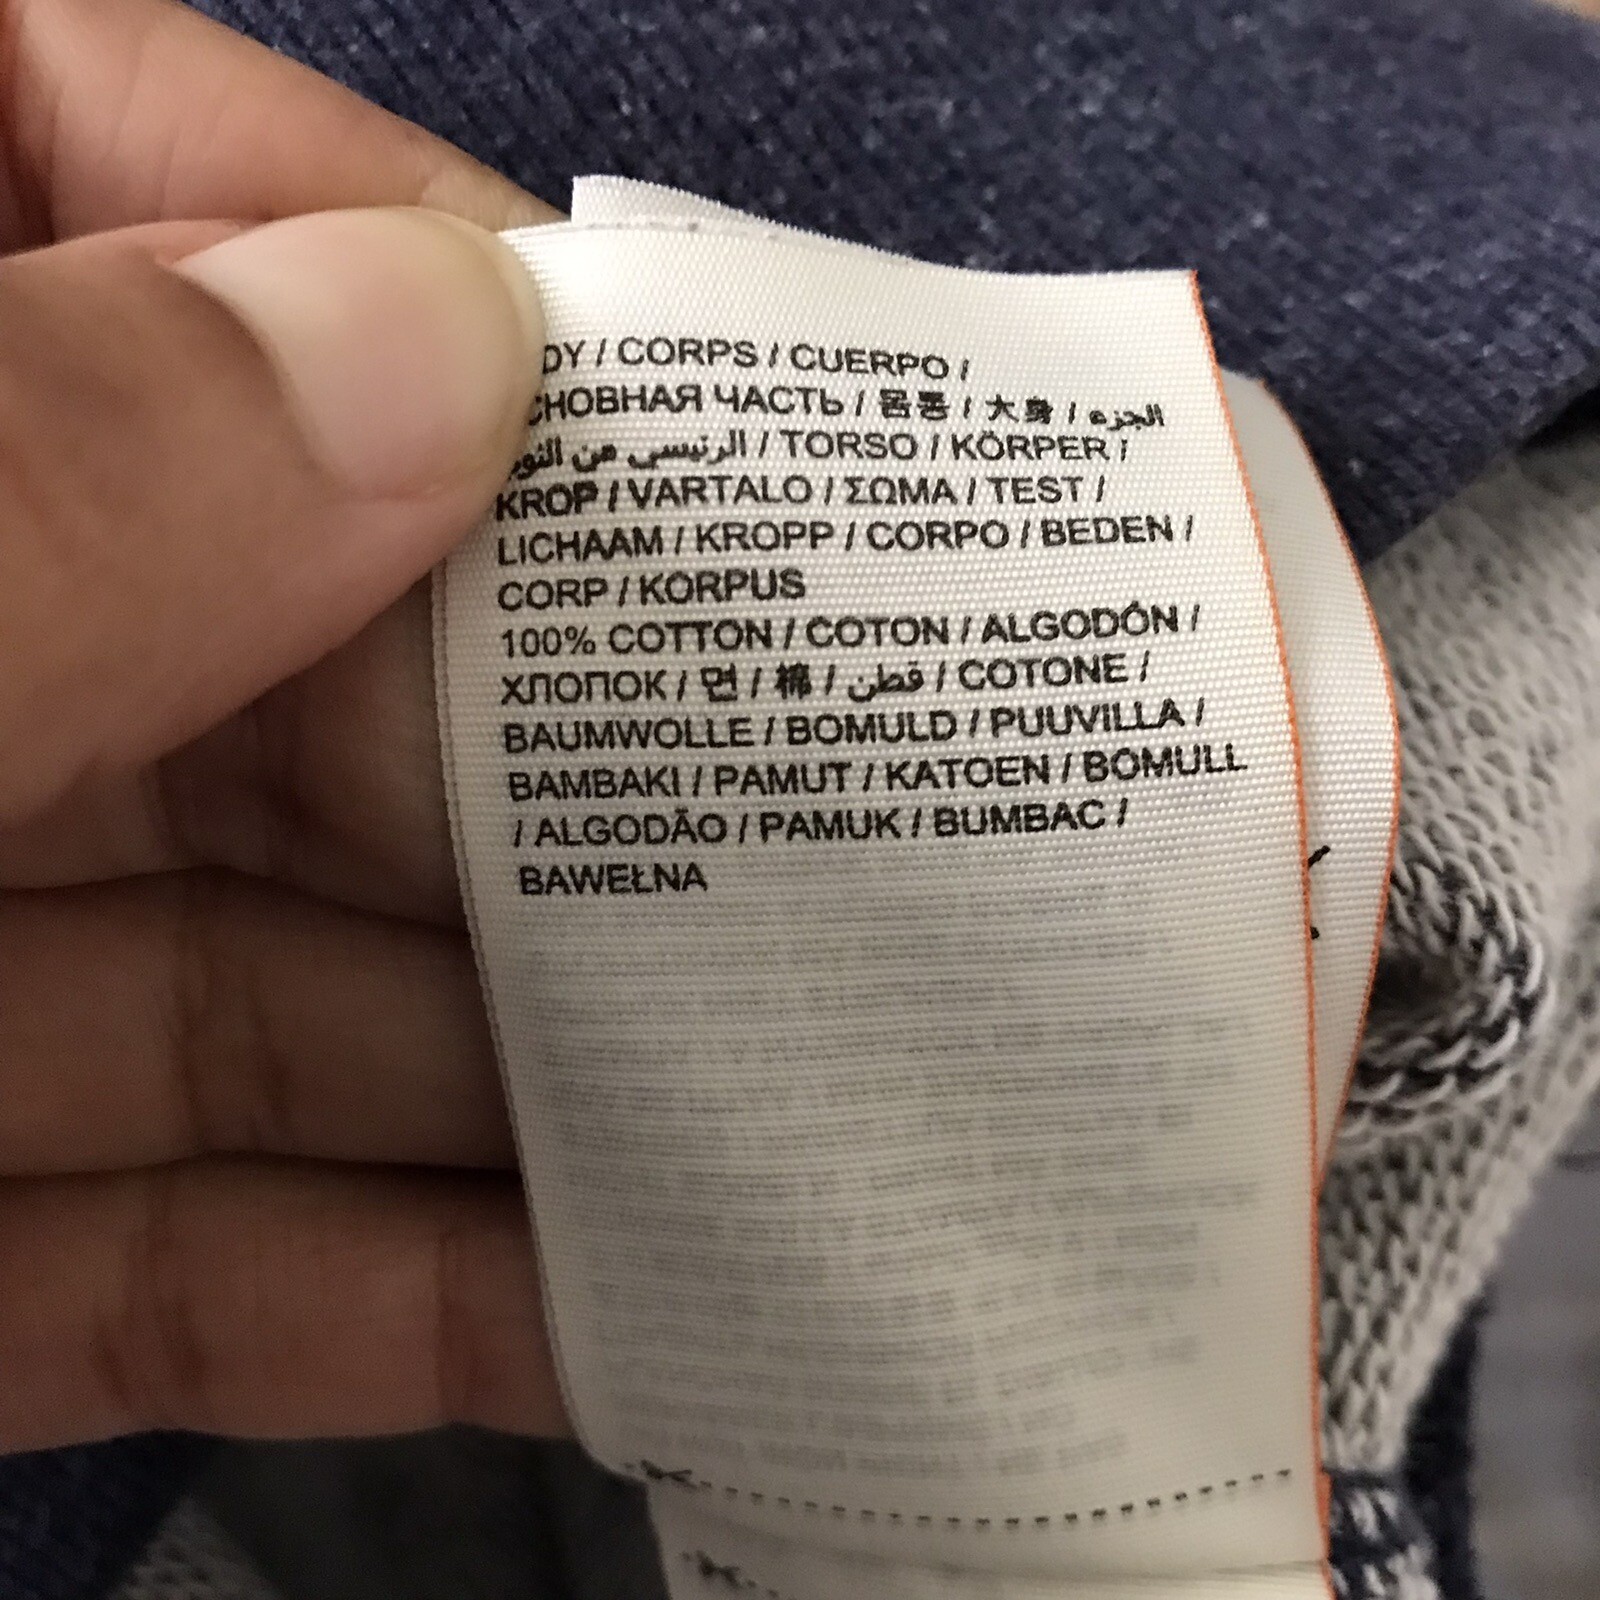 DY / CORPS / CUERPO /
СНОВНАЯ ЧАСТЬ / 몸통 / 大身 / الجزء
الرئيسي من الثوب / TORSO / KÖRPER /
KROP / VARTALO / ΣΩΜΑ / TEST /
LICHAAM / KROPP / CORPO / BEDEN /
CORP / KORPUS
100% COTTON / COTON / ALGODÓN /
ХЛОПОК / 면 / 棉 / قطن / COTONE /
BAUMWOLLE / BOMULD / PUUVILLA /
BAMBAKI / PAMUT / KATOEN / BOMULL
/ ALGODÃO / PAMUK / BUMBAC /
BAWEŁNA